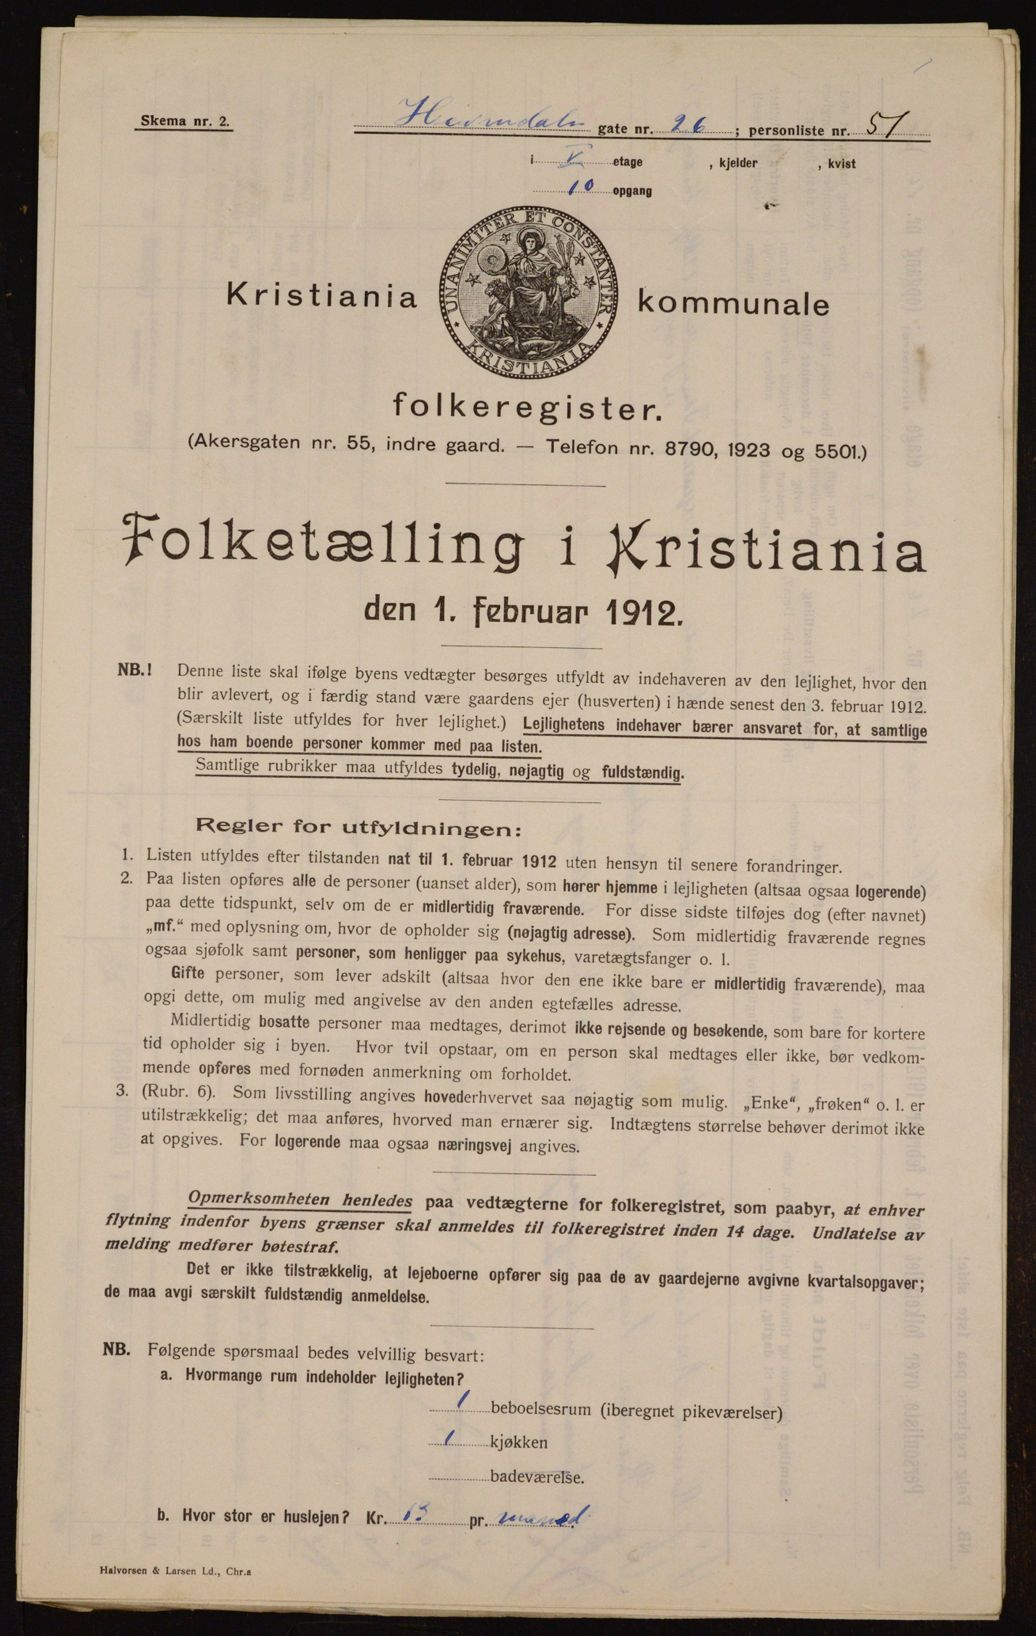 Skema nr. 2.
Heimdals gate nr. 26 ; personliste nr. 51
i V etage , kjelder , kvist
10 opgang
UNANIMITER ET CONSTANTER
KRISTIANIA
Kristiania kommunale
folkeregister.
(Akersgaten nr. 55, indre gaard. — Telefon nr. 8790, 1923 og 5501.)
Folketælling i Kristiania
den 1. februar 1912.
NB.! Denne liste skal ifølge byens vedtægter besørges utfyldt av indehaveren av den lejlighet, hvor den
blir avlevert, og i færdig stand være gaardens ejer (husverten) i hænde senest den 3. februar 1912.
(Særskilt liste utfyldes for hver lejlighet.) Lejlighetens indehaver bærer ansvaret for, at samtlige
hos ham boende personer kommer med paa listen.
Samtlige rubrikker maa utfyldes tydelig, nøjagtig og fuldstændig.
Regler for utfyldningen:
1. Listen utfyldes efter tilstanden nat til 1. februar 1912 uten hensyn til senere forandringer.
2. Paa listen opføres alle de personer (uanset alder), som hører hjemme i lejligheten (altsaa ogsaa logerende)
paa dette tidspunkt, selv om de er midlertidig fraværende. For disse sidste tilføjes dog (efter navnet)
„mf.“ med oplysning om, hvor de opholder sig (nøjagtig adresse). Som midlertidig fraværende regnes
ogsaa sjøfolk samt personer, som henligger paa sykehus, varetægtsfanger o. l.
Gifte personer, som lever adskilt (altsaa hvor den ene ikke bare er midlertidig fraværende), maa
opgi dette, om mulig med angivelse av den anden egtefælles adresse.
Midlertidig bosatte personer maa medtages, derimot ikke rejsende og besøkende, som bare for kortere
tid opholder sig i byen. Hvor tvil opstaar, om en person skal medtages eller ikke, bør vedkom-
mende opføres med fornøden anmerkning om forholdet.
3. (Rubr. 6). Som livsstilling angives hovederhvervet saa nøjagtig som mulig. „Enke“, „frøken“ o. l. er
utilstrækkelig; det maa anføres, hvorved man ernærer sig. Indtægtens størrelse behøver derimot ikke
at opgives. For logerende maa ogsaa næringsvej angives.
Opmerksomheten henledes paa vedtægterne for folkeregistret, som paabyr, at enhver
flytning indenfor byens grænser skal anmeldes til folkeregistret inden 14 dage. Undlatelse av
melding medfører bøtestraf.
Det er ikke tilstrækkelig, at lejeboerne opfører sig paa de av gaardejerne avgivne kvartalsopgaver;
de maa avgi særskilt fuldstændig anmeldelse.
NB. Følgende spørsmaal bedes velvillig besvart:
a. Hvormange rum indeholder lejligheten?
1 beboelsesrum (iberegnet pikeværelser)
1 kjøkken
badeværelse.
b. Hvor stor er huslejen? Kr. 13 pr. maaned.
Halvorsen & Larsen Ld., Chr.a